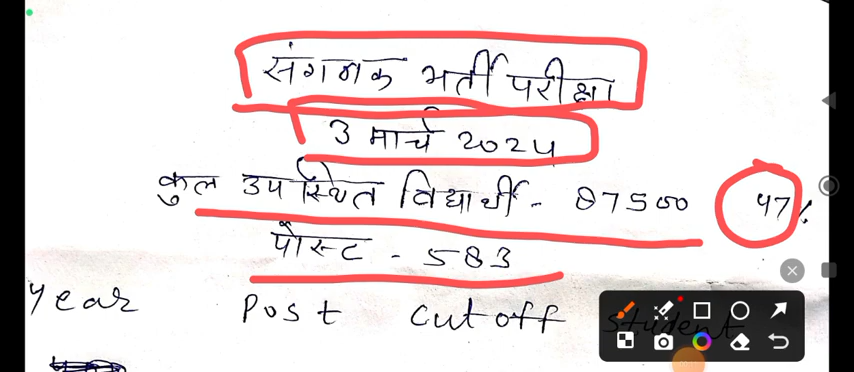 संगणक भर्ती परीक्षा
3 मार्च 2024
कुल उपस्थित विद्यार्थी - 87500 47%
पोस्ट - 583
year Post Cut off Student